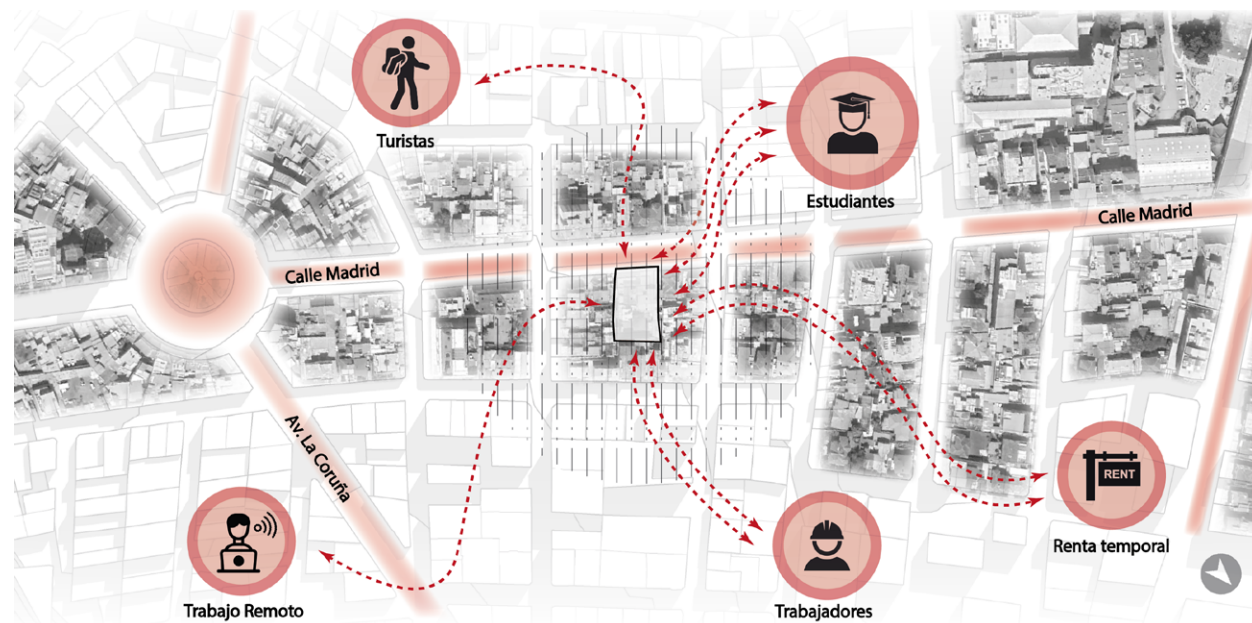 Turistas
Estudiantes
Calle Madrid
Calle Madrid
Av. La Coruña
RENT
Renta temporal
Trabajo Remoto
Trabajadores